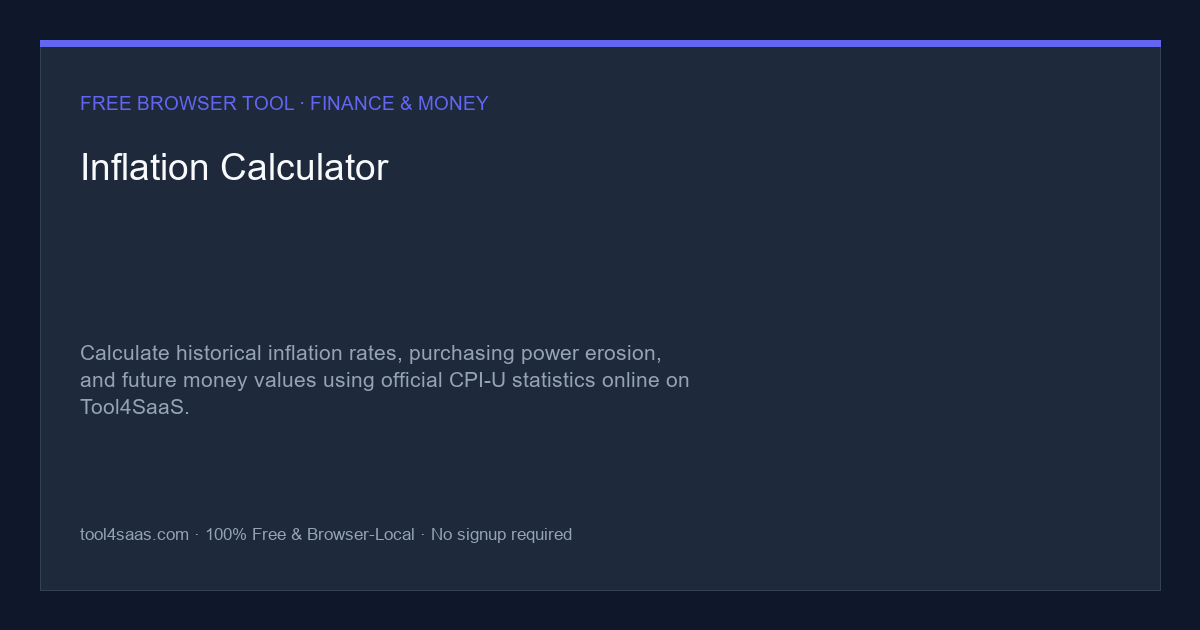 FREE BROWSER TOOL · FINANCE & MONEY
Inflation Calculator
Calculate historical inflation rates, purchasing power erosion,
and future money values using official CPI-U statistics online on
Tool4SaaS.
tool4saas.com · 100% Free & Browser-Local · No signup required